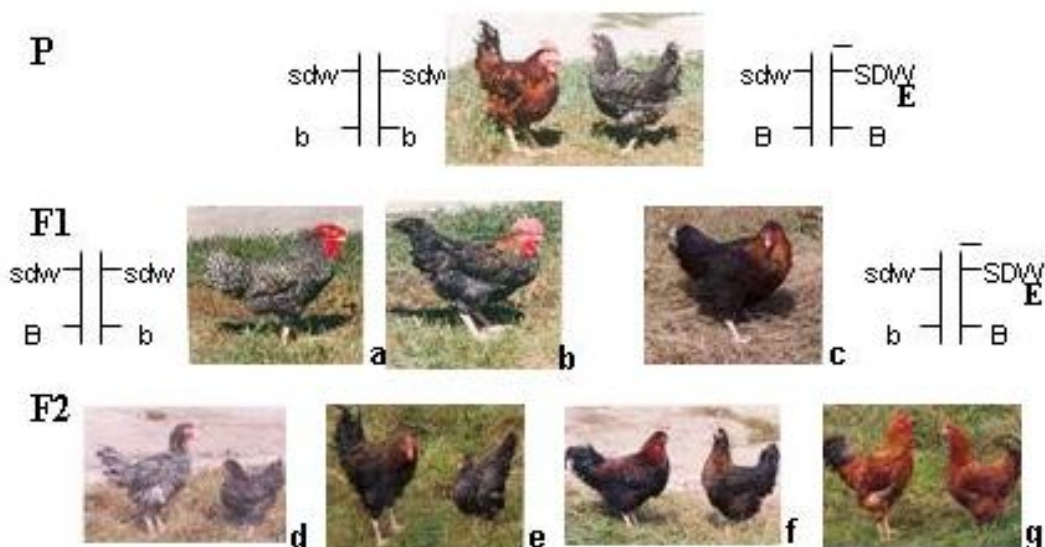 P
sdw sdw sdw SDW
E
b b B B
F1
sdw sdw sdw SDW
E
B b b B
a b c
F2
d e f g